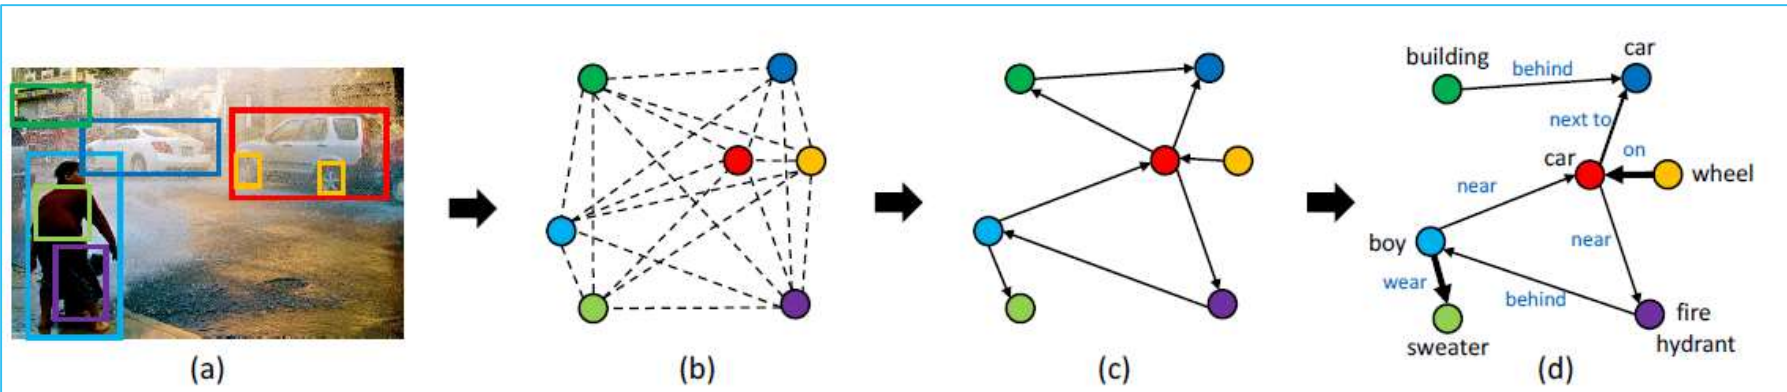 building
behind
car
next to
car
on
wheel
near
boy
near
wear
behind
fire
hydrant
sweater
(a)
(b)
(c)
(d)